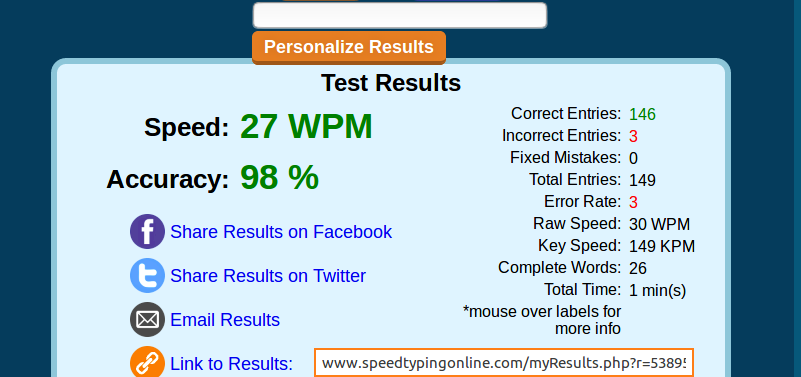 Personalize Results
Test Results
Speed: 27 WPM
Accuracy: 98 %
Share Results on Facebook
Share Results on Twitter
Email Results
Link to Results: www.speedtypingonline.com/myResults.php?r=5389
Correct Entries: 146
Incorrect Entries: 3
Fixed Mistakes: 0
Total Entries: 149
Error Rate: 3
Raw Speed: 30 WPM
Key Speed: 149 KPM
Complete Words: 26
Total Time: 1 min(s)
*mouse over labels for
more info